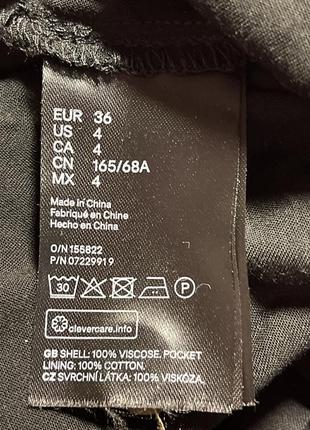 EUR 36
US 4
CA 4
CN 165/68A
MX 4
Made in China
Fabriqué en Chine
Hecho en China
O/N 155822
P/N 07229919
30 P
clevercare.info
GB SHELL: 100% VISCOSE. POCKET
LINING: 100% COTTON.
CZ SVRCHNÍ LÁTKA: 100% VISKÓZA.